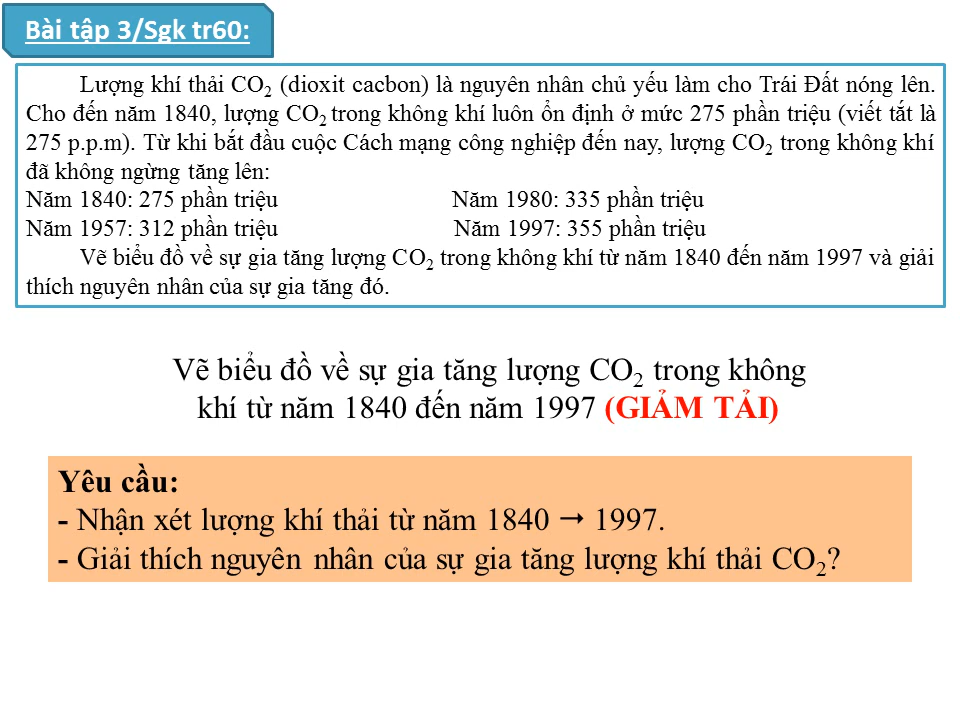 Bài tập 3/Sgk tr60:
Lượng khí thải CO₂ (dioxit cacbon) là nguyên nhân chủ yếu làm cho Trái Đất nóng lên.
Cho đến năm 1840, lượng CO₂ trong không khí luôn ổn định ở mức 275 phần triệu (viết tắt là
275 p.p.m). Từ khi bắt đầu cuộc Cách mạng công nghiệp đến nay, lượng CO₂ trong không khí
đã không ngừng tăng lên:
Năm 1840: 275 phần triệu Năm 1980: 335 phần triệu
Năm 1957: 312 phần triệu Năm 1997: 355 phần triệu
Vẽ biểu đồ về sự gia tăng lượng CO₂ trong không khí từ năm 1840 đến năm 1997 và giải
thích nguyên nhân của sự gia tăng đó.
Vẽ biểu đồ về sự gia tăng lượng CO₂ trong không
khí từ năm 1840 đến năm 1997 (GIẢM TẢI)
Yêu cầu:
- Nhận xét lượng khí thải từ năm 1840 → 1997.
- Giải thích nguyên nhân của sự gia tăng lượng khí thải CO₂?